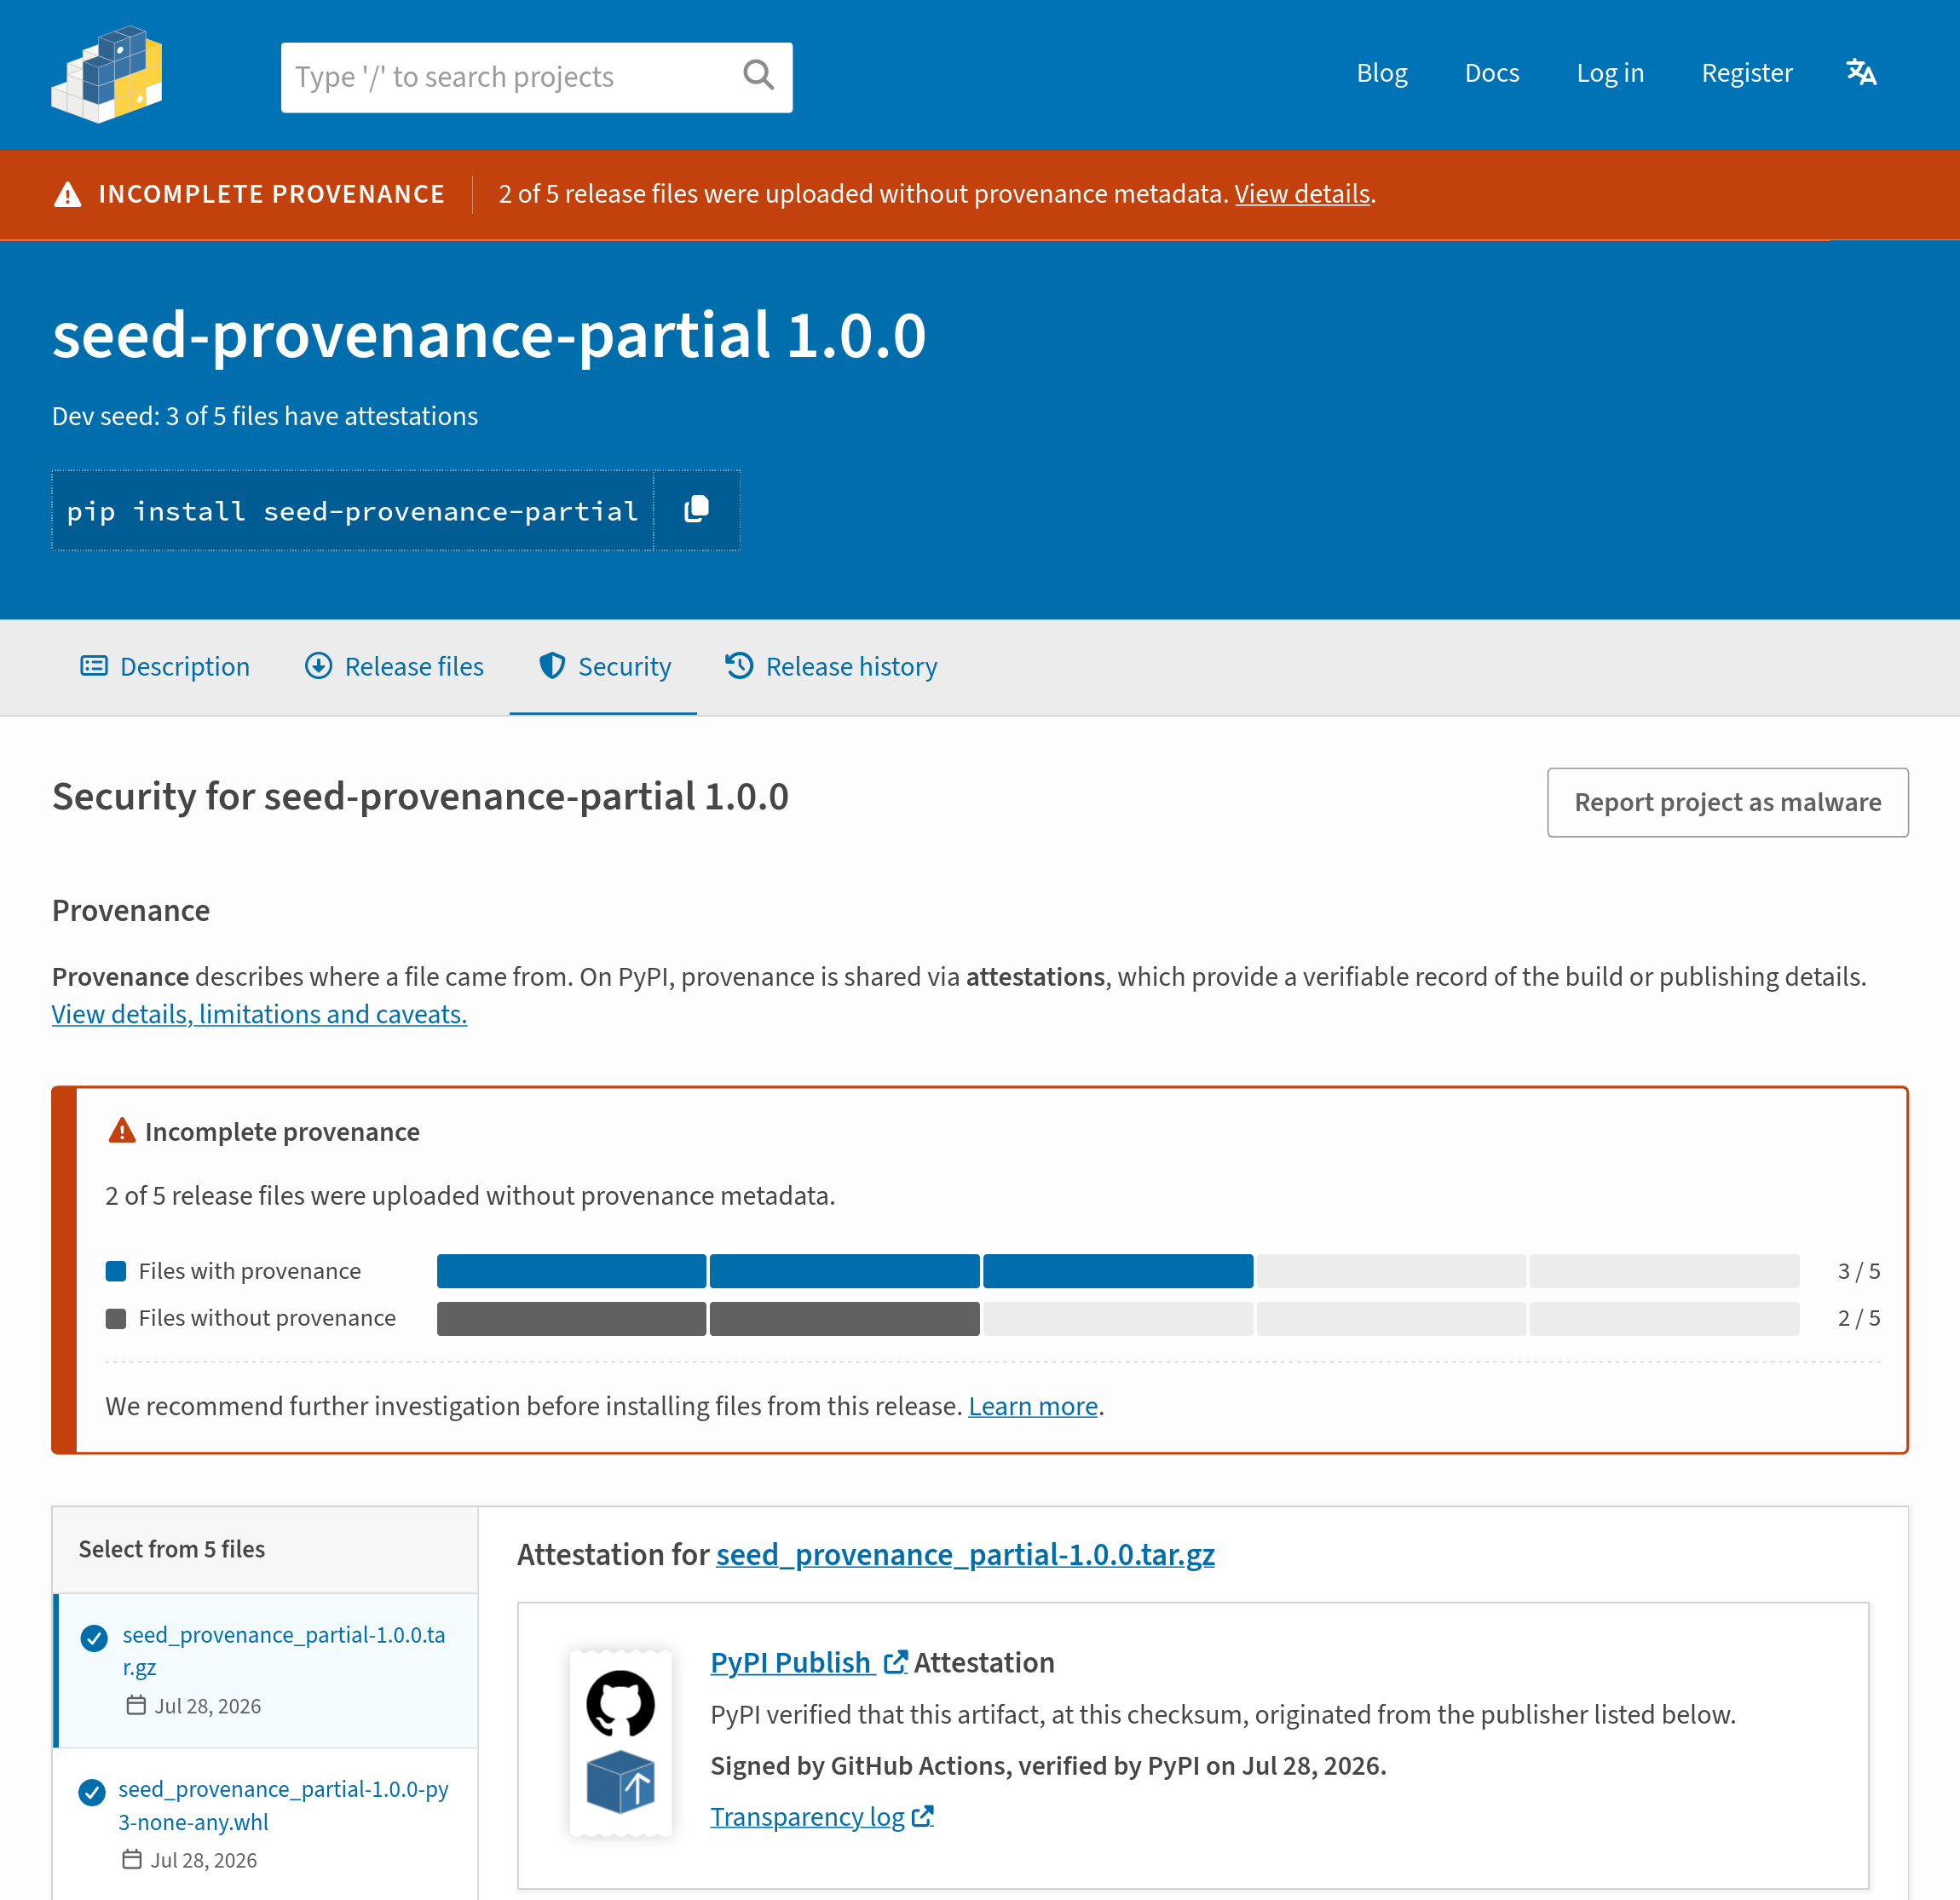 Type '/' to search projects
Blog
Docs
Log in
Register
INCOMPLETE PROVENANCE
2 of 5 release files were uploaded without provenance metadata. View details.
seed-provenance-partial 1.0.0
Dev seed: 3 of 5 files have attestations
pip install seed-provenance-partial
Description
Release files
Security
Release history
Security for seed-provenance-partial 1.0.0
Report project as malware
Provenance
Provenance describes where a file came from. On PyPI, provenance is shared via attestations, which provide a verifiable record of the build or publishing details.
View details, limitations and caveats.
Incomplete provenance
2 of 5 release files were uploaded without provenance metadata.
Files with provenance
3 / 5
Files without provenance
2 / 5
We recommend further investigation before installing files from this release. Learn more.
Select from 5 files
seed_provenance_partial-1.0.0.ta
r.gz
Jul 28, 2026
seed_provenance_partial-1.0.0-py
3-none-any.whl
Jul 28, 2026
Attestation for seed_provenance_partial-1.0.0.tar.gz
PyPI Publish Attestation
PyPI verified that this artifact, at this checksum, originated from the publisher listed below.
Signed by GitHub Actions, verified by PyPI on Jul 28, 2026.
Transparency log